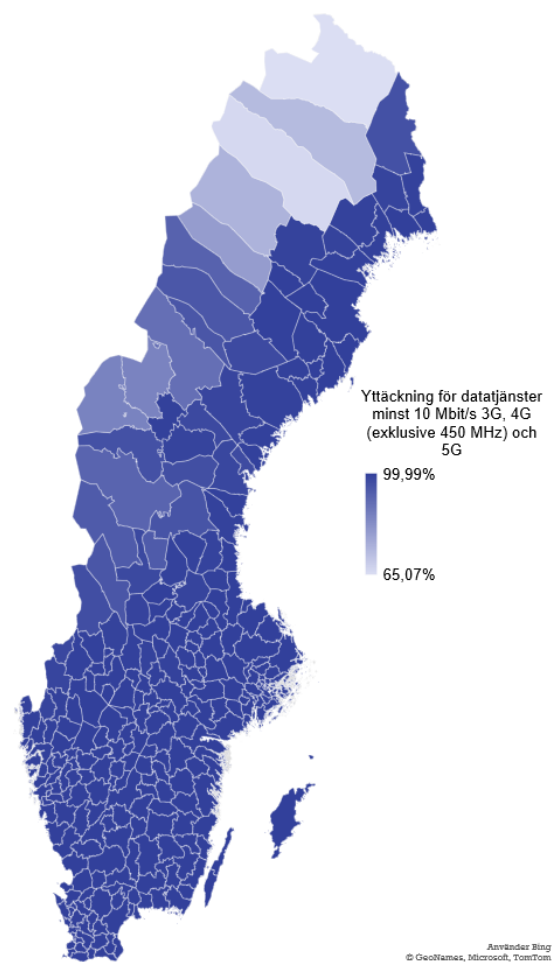 Yttäckning för datatjänster
minst 10 Mbit/s 3G, 4G
(exklusive 450 MHz) och
5G
99,99%
65,07%
Använder Bing
© GeoNames, Microsoft, TomTom